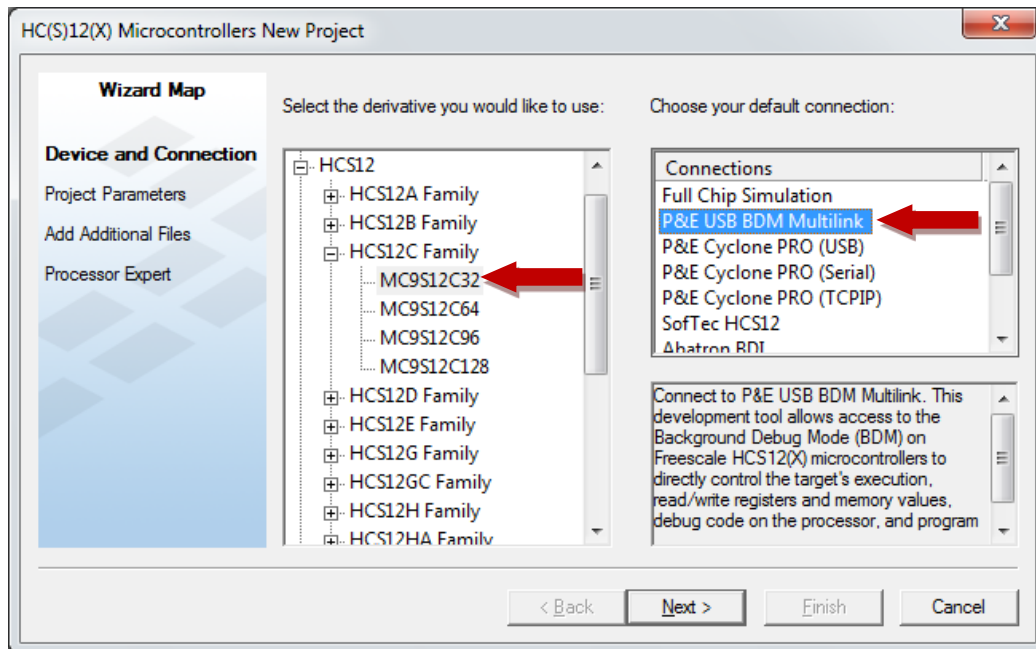 HC(S)12(X) Microcontrollers New Project
Wizard Map
Device and Connection
Project Parameters
Add Additional Files
Processor Expert
Select the derivative you would like to use:
HCS12
HCS12A Family
HCS12B Family
HCS12C Family
MC9S12C32
MC9S12C64
MC9S12C96
MC9S12C128
HCS12D Family
HCS12E Family
HCS12G Family
HCS12GC Family
HCS12H Family
HCS12HA Family
Choose your default connection:
Connections
Full Chip Simulation
P&E USB BDM Multilink
P&E Cyclone PRO (USB)
P&E Cyclone PRO (Serial)
P&E Cyclone PRO (TCPIP)
SofTec HCS12
Abatron BDI
Connect to P&E USB BDM Multilink. This
development tool allows access to the
Background Debug Mode (BDM) on
Freescale HCS12(X) microcontrollers to
directly control the target's execution,
read/write registers and memory values,
debug code on the processor, and program
< Back
Next >
Finish
Cancel